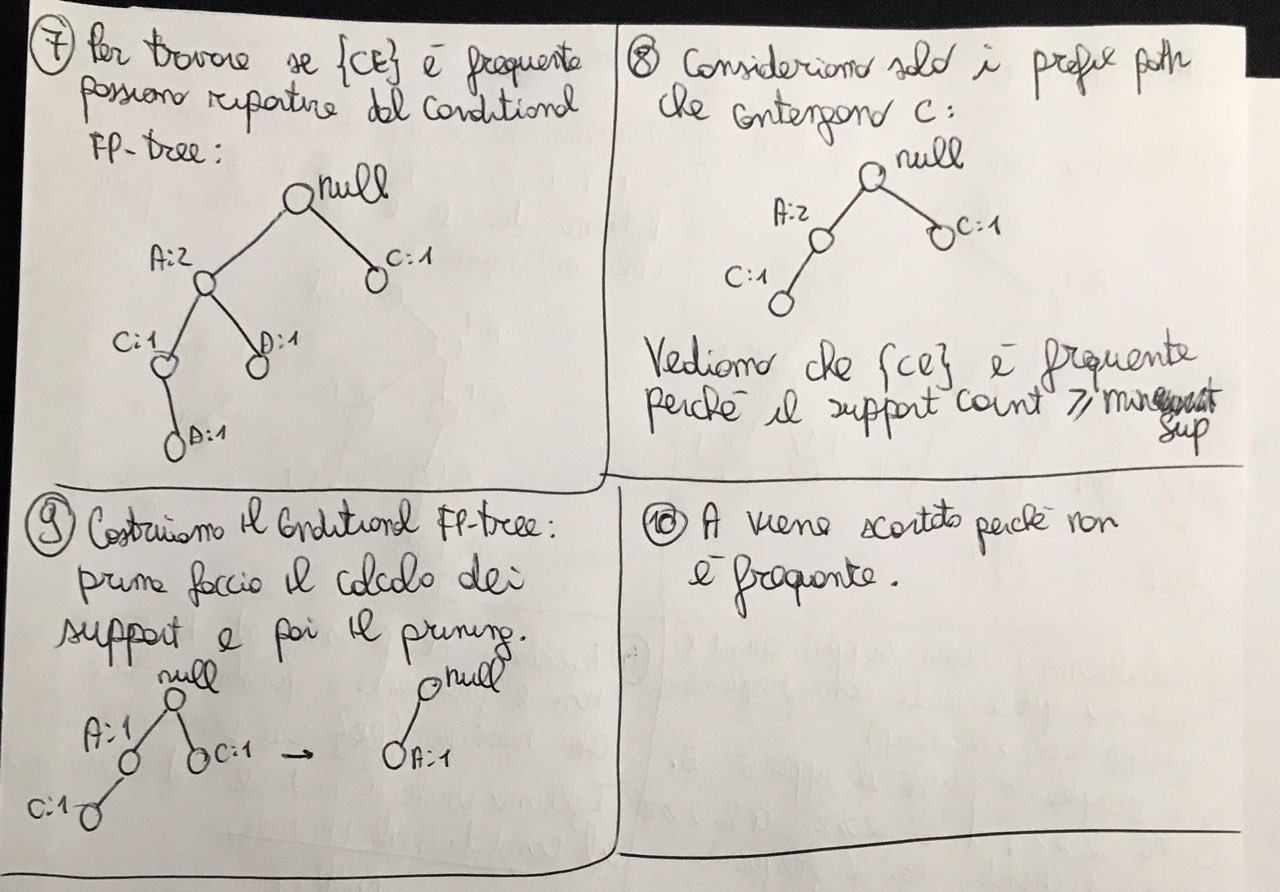 ⑦ Per trovare se {CE} è frequente
possiamo ripartire dal conditional
FP-tree:
null
A:2
C:1
C:1
D:1
D:1
⑧ Consideriamo solo i prefix path
che contengono C:
null
A:2
C:1
C:1
Vediamo che {CE} è frequente
perché il support count ⩾ min
sup
⑨ Costruiamo il Conditional FP-tree:
prima faccio il calcolo dei
support e poi il pruning.
null
null
A:1
C:1 → A:1
C:1
⑩ A viene scartato perché non
è frequente.